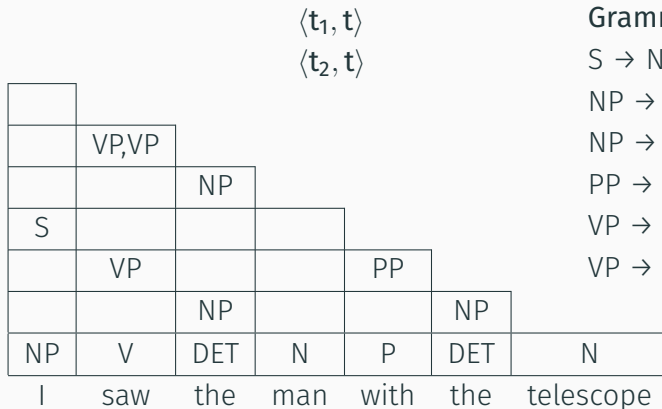 ⟨t₁, t⟩
⟨t₂, t⟩
Gramm
S → N
NP →
NP →
PP →
VP →
VP →
VP,VP
NP
S
VP PP
NP NP
NP V DET N P DET N
I saw the man with the telescope